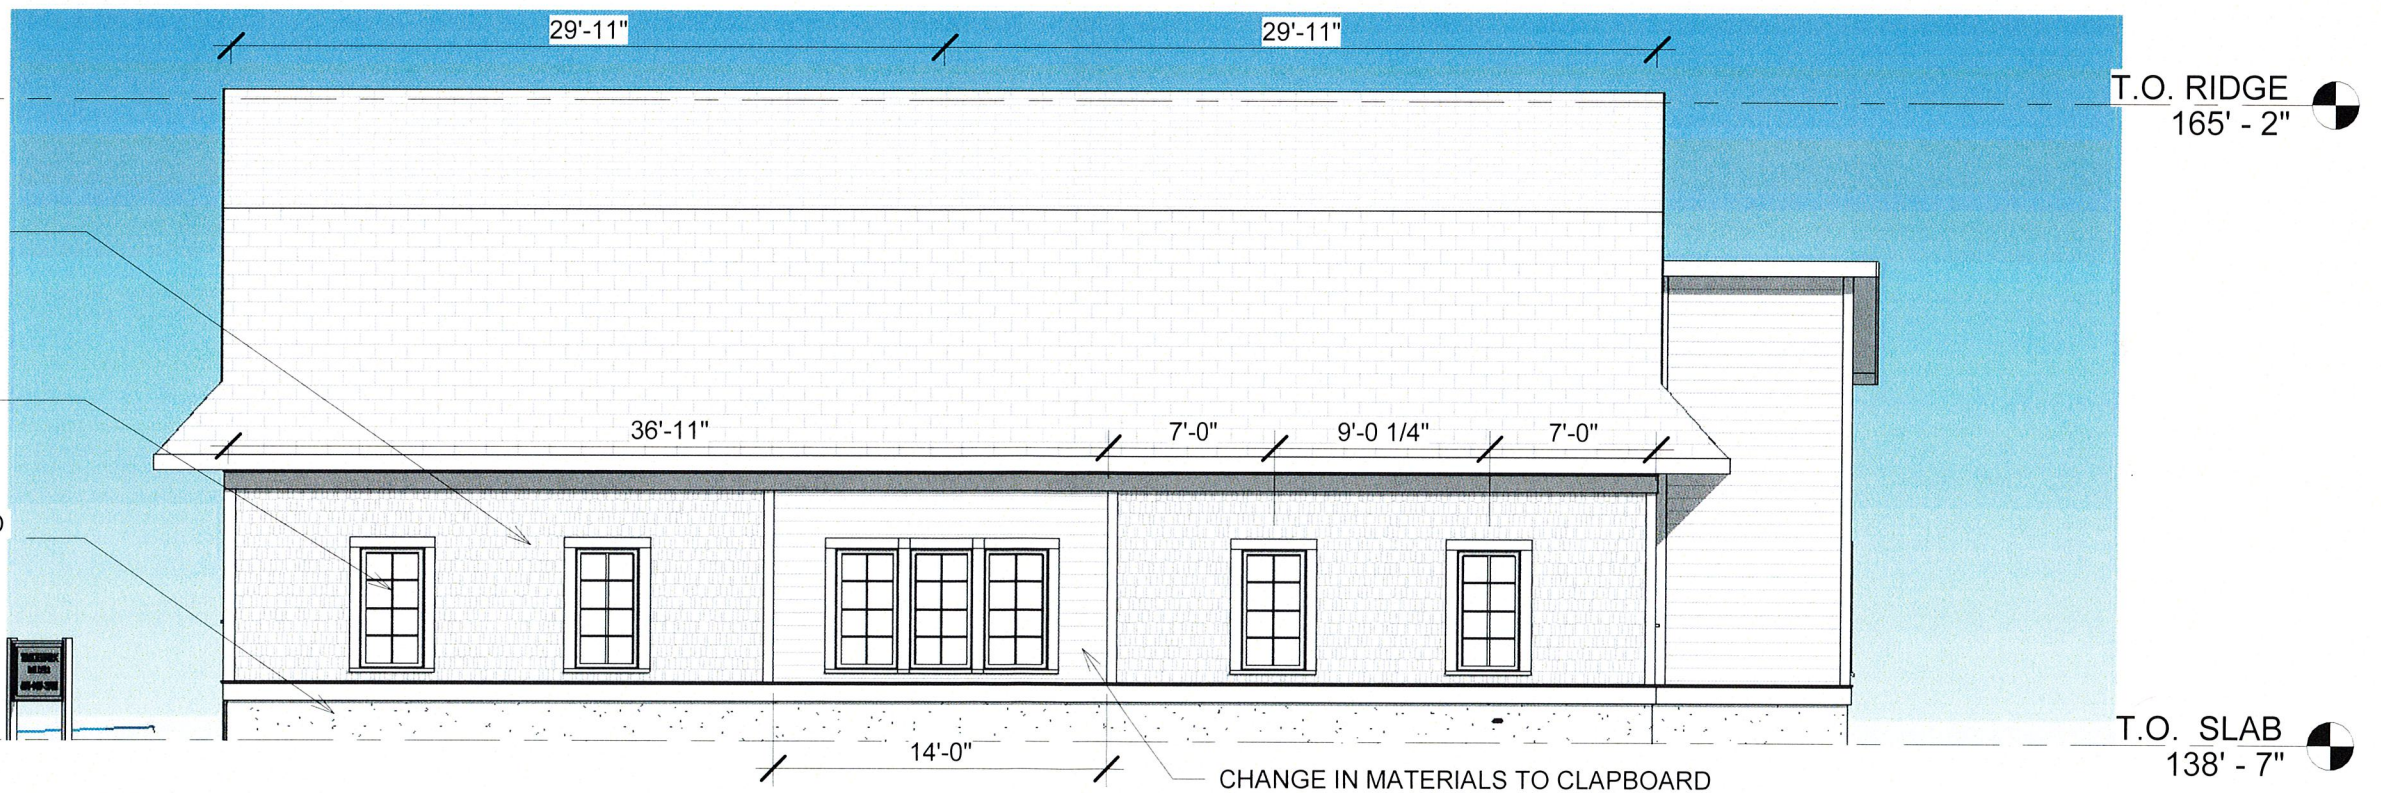 29'-11"
29'-11"
T.O. RIDGE
165' - 2"
36'-11"
7'-0"
9'-0 1/4"
7'-0"
14'-0"
CHANGE IN MATERIALS TO CLAPBOARD
T.O. SLAB
138' - 7"